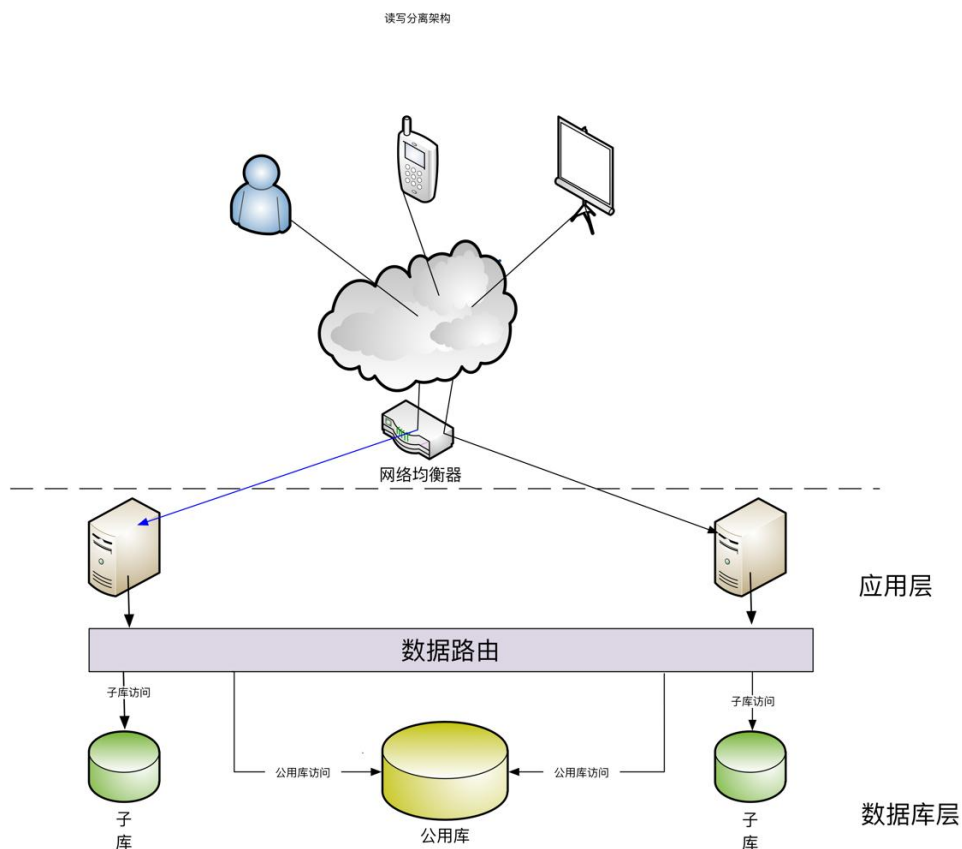 读写分离架构
网络均衡器
应用层
数据路由
子库访问
子库访问
公用库访问
公用库访问
子
库
公用库
子
库
数据库层